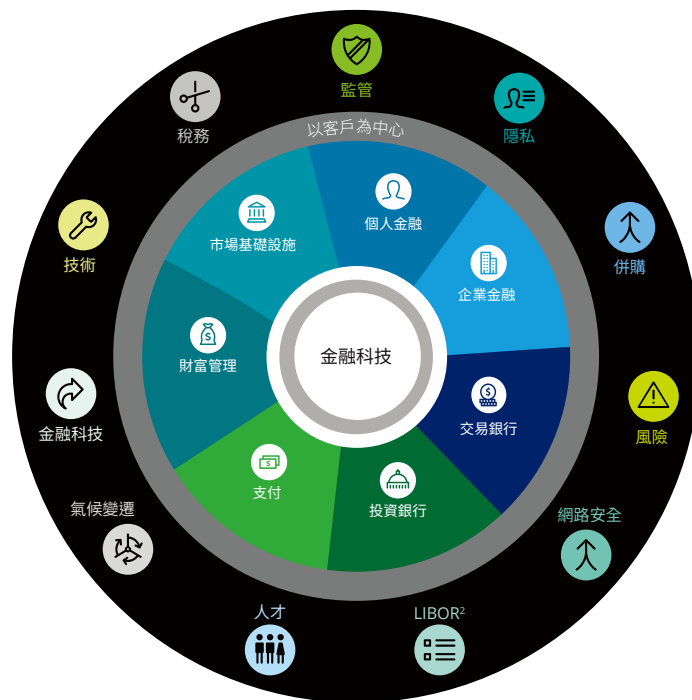 監管
稅務
隱私
以客戶為中心
技術
市場基礎設施
個人金融
併購
企業金融
財富管理
金融科技
金融科技
交易銀行
風險
支付
投資銀行
氣候變遷
網路安全
人才
LIBOR²
$
$
$